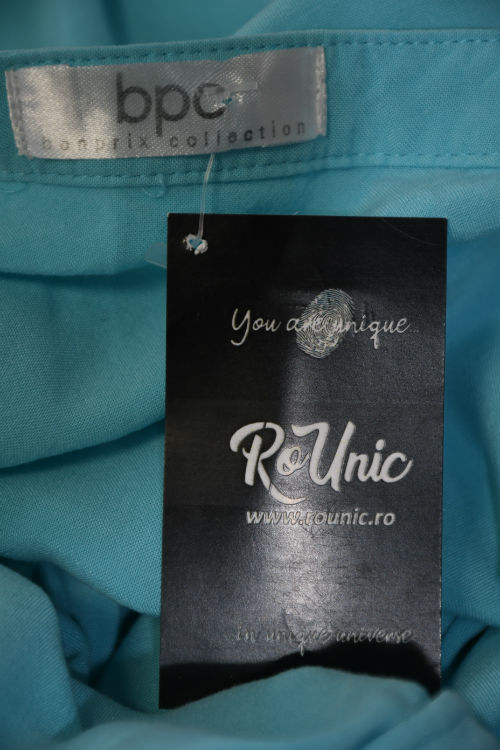 bpc
bonprix collection
You are unique
RoUnic
www.rounic.ro
in unique universe